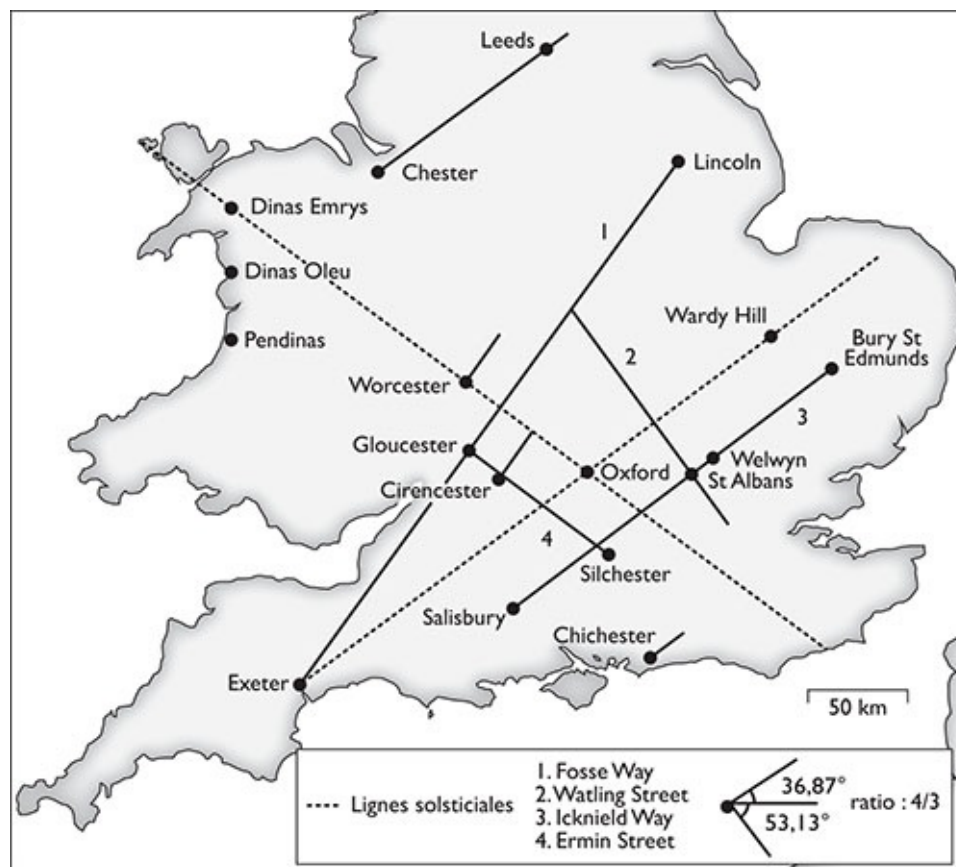 Leeds
Chester
Lincoln
Dinas Emrys
1
Dinas Oleu
Wardy Hill
Pendinas
Bury St
Edmunds
2
Worcester
3
Gloucester
Welwyn
Oxford
St Albans
Cirencester
4
Silchester
Salisbury
Chichester
Exeter
50 km
Lignes solsticiales
1. Fosse Way
2. Watling Street
3. Icknield Way
4. Ermin Street
36,87°
53,13°
ratio : 4/3